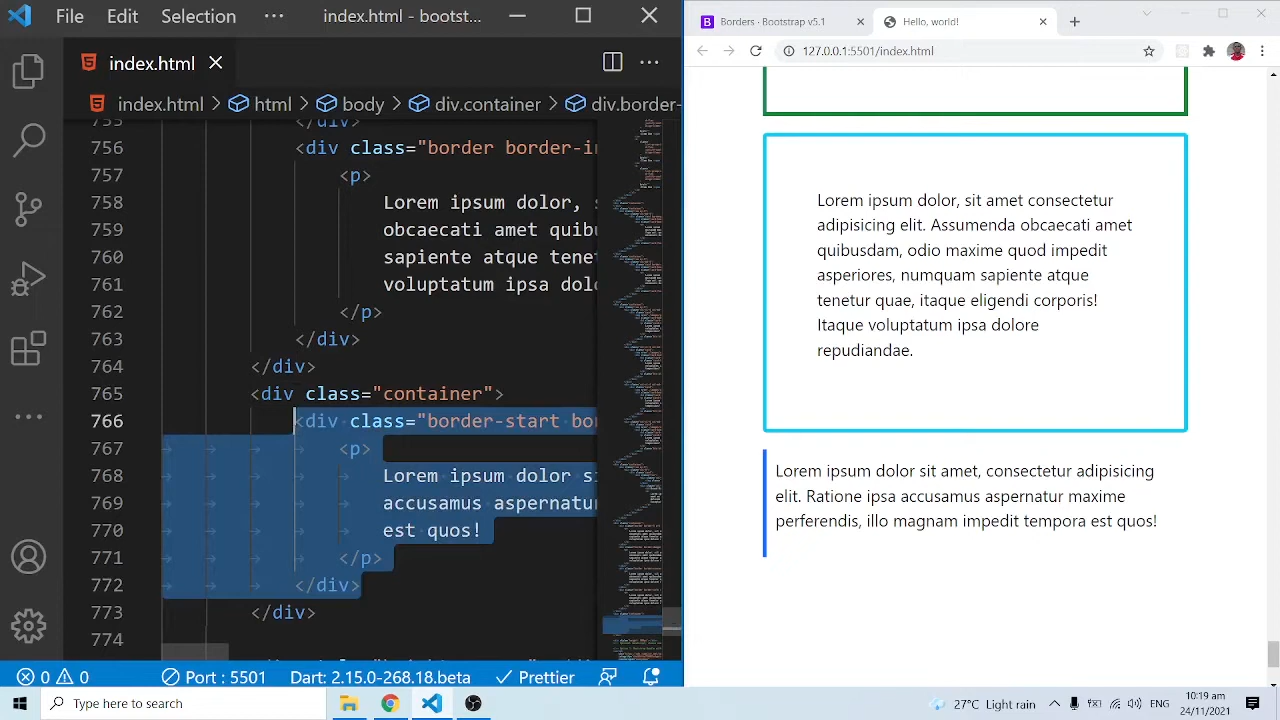 File Edit Selection ··· index.html - test...
index.html
index.html > html > body > div.container > div.border-
755 </div>
756 <div class="border border-in
757 <p>
758 Lorem ipsum dolor, s
759 obcaecati amet quibu
760 sapiente atque tene
761 voluptatum ipsa dolo
762 </p>
763 </div>
764 </div>
765 <div class="container">
766 <div class="border-start bor
767 <p>
768 Lorem ipsum dolor si
769 accusamus aspernatur
770 est quos!
771 </p>
772 </div>
773 </div>
774
0 0 Port : 5501 Dart: 2.15.0-268.18.beta Prettier
Borders · Bootstrap v5.1
Hello, world!
127.0.0.1:5501/index.html
Lorem ipsum dolor, sit amet consectetur
adipisicing elit. Assumenda obcaecati amet
quibusdam odio maxime quod impedit
asperiores, numquam sapiente atque
tenetur quae, itaque eligendi corporis!
Itaque voluptatum ipsa dolore
repudiandae.
Lorem ipsum dolor sit amet, consectetur adipisicing
elit. Ratione ipsa accusamus aspernatur maxime
perferendis, illo quisquam impedit tempora est quos!
Type here to search
27°C Light rain
ENG
10:19 am
24/11/2021